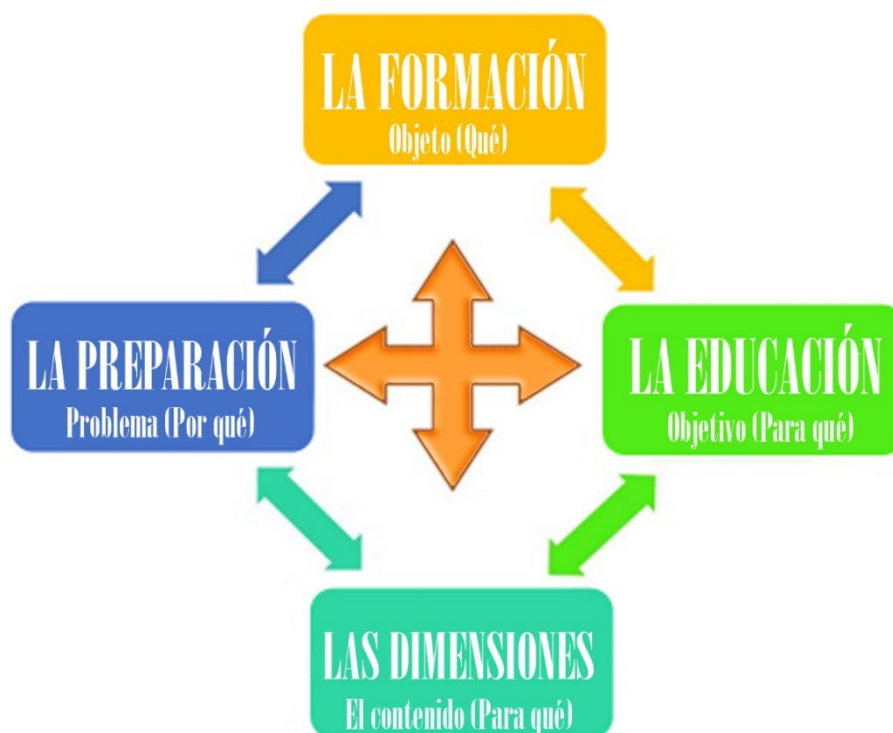 LA FORMACIÓN
Objeto (Qué)
LA PREPARACIÓN
Problema (Por qué)
LA EDUCACIÓN
Objetivo (Para qué)
LAS DIMENSIONES
El contenido (Para qué)